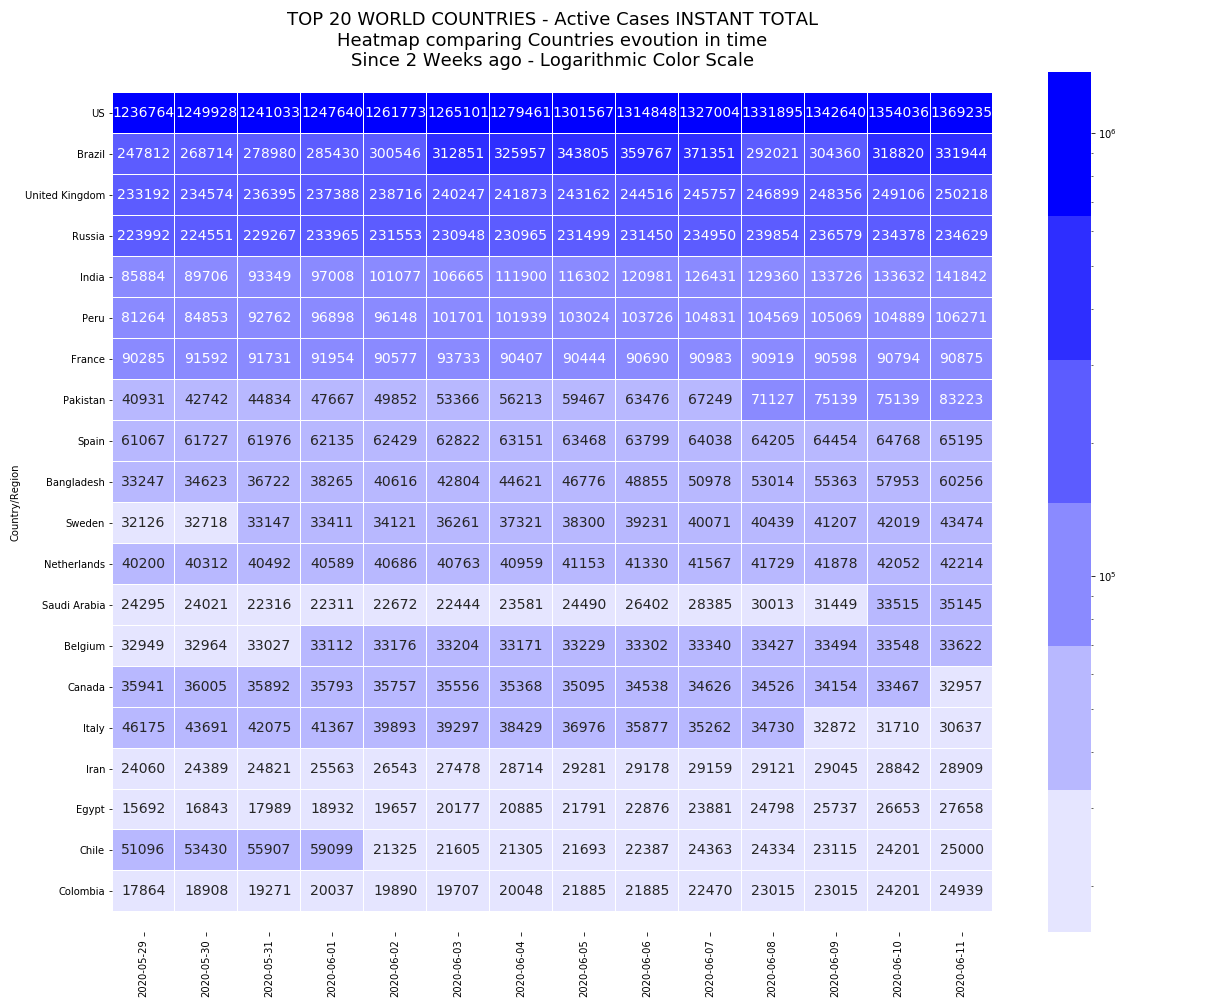 TOP 20 WORLD COUNTRIES - Active Cases INSTANT TOTAL
Heatmap comparing Countries evoution in time
Since 2 Weeks ago - Logarithmic Color Scale
Country/Region
US 1236764 1249928 1241033 1247640 1261773 1265101 1279461 1301567 1314848 1327004 1331895 1342640 1354036 1369235
Brazil 247812 268714 278980 285430 300546 312851 325957 343805 359767 371351 292021 304360 318820 331944
United Kingdom 233192 234574 236395 237388 238716 240247 241873 243162 244516 245757 246899 248356 249106 250218
Russia 223992 224551 229267 233965 231553 230948 230965 231499 231450 234950 239854 236579 234378 234629
India 85884 89706 93349 97008 101077 106665 111900 116302 120981 126431 129360 133726 133632 141842
Peru 81264 84853 92762 96898 96148 101701 101939 103024 103726 104831 104569 105069 104889 106271
France 90285 91592 91731 91954 90577 93733 90407 90444 90690 90983 90919 90598 90794 90875
Pakistan 40931 42742 44834 47667 49852 53366 56213 59467 63476 67249 71127 75139 75139 83223
Spain 61067 61727 61976 62135 62429 62822 63151 63468 63799 64038 64205 64454 64768 65195
Bangladesh 33247 34623 36722 38265 40616 42804 44621 46776 48855 50978 53014 55363 57953 60256
Sweden 32126 32718 33147 33411 34121 36261 37321 38300 39231 40071 40439 41207 42019 43474
Netherlands 40200 40312 40492 40589 40686 40763 40959 41153 41330 41567 41729 41878 42052 42214
Saudi Arabia 24295 24021 22316 22311 22672 22444 23581 24490 26402 28385 30013 31449 33515 35145
Belgium 32949 32964 33027 33112 33176 33204 33171 33229 33302 33340 33427 33494 33548 33622
Canada 35941 36005 35892 35793 35757 35556 35368 35095 34538 34626 34526 34154 33467 32957
Italy 46175 43691 42075 41367 39893 39297 38429 36976 35877 35262 34730 32872 31710 30637
Iran 24060 24389 24821 25563 26543 27478 28714 29281 29178 29159 29121 29045 28842 28909
Egypt 15692 16843 17989 18932 19657 20177 20885 21791 22876 23881 24798 25737 26653 27658
Chile 51096 53430 55907 59099 21325 21605 21305 21693 22387 24363 24334 23115 24201 25000
Colombia 17864 18908 19271 20037 19890 19707 20048 21885 21885 22470 23015 23015 24201 24939
2020-05-29 2020-05-30 2020-05-31 2020-06-01 2020-06-02 2020-06-03 2020-06-04 2020-06-05 2020-06-06 2020-06-07 2020-06-08 2020-06-09 2020-06-10 2020-06-11
10⁶
10⁵